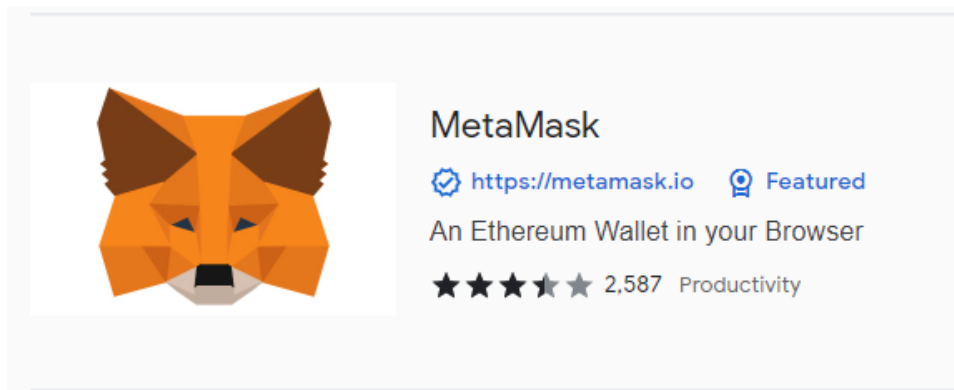 MetaMask
https://metamask.io Featured
An Ethereum Wallet in your Browser
2,587 Productivity